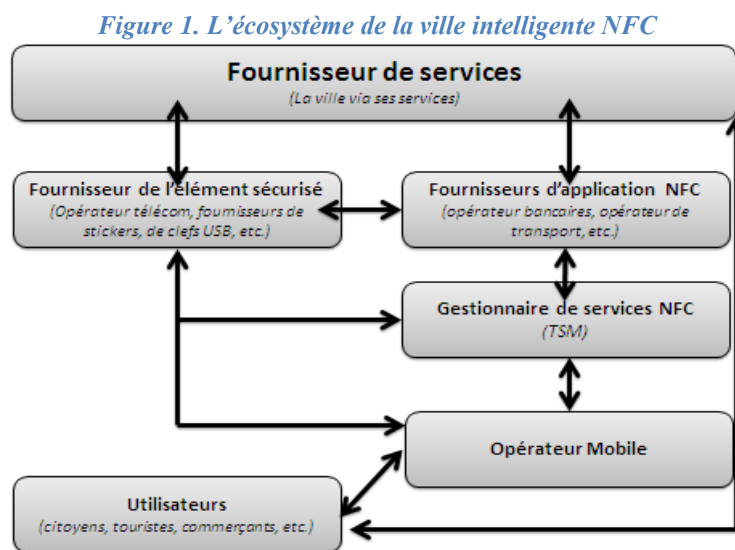 Figure 1. L'écosystème de la ville intelligente NFC
Fournisseur de services
(La ville via ses services)
Fournisseur de l'élément sécurisé
(Opérateur télécom, fournisseurs de
stickers, de clefs USB, etc.)
Fournisseurs d'application NFC
(opérateur bancaires, opérateur de
transport, etc.)
Gestionnaire de services NFC
(TSM)
Opérateur Mobile
Utilisateurs
(citoyens, touristes, commerçants, etc.)